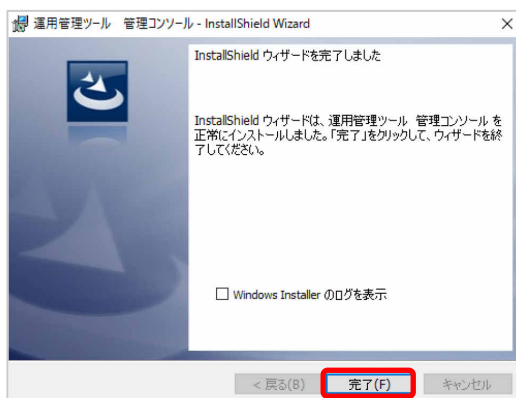 運用管理ツール　管理コンソール - InstallShield Wizard
InstallShield ウィザードを完了しました
InstallShield ウィザードは、運用管理ツール 管理コンソール を
正常にインストールしました。「完了」をクリックして、ウィザードを終
了してください。
Windows Installer のログを表示
< 戻る(B)
完了(F)
キャンセル